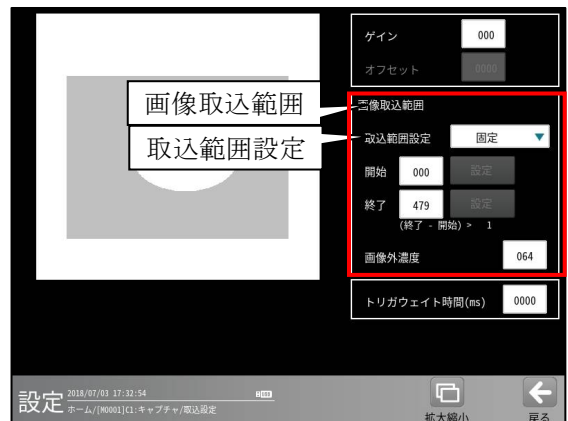 ゲイン 000
オフセット 0000
画像取込範囲
画像取込範囲
取込範囲設定
取込範囲設定 固定
開始 000 設定
終了 479 設定
(終了 - 開始) > 1
画像外濃度 064
トリガウェイト時間(ms) 0000
設定
2018/07/03 17:32:54
ホーム/[M0001]C1:キャプチャ/取込設定
拡大縮小
戻る